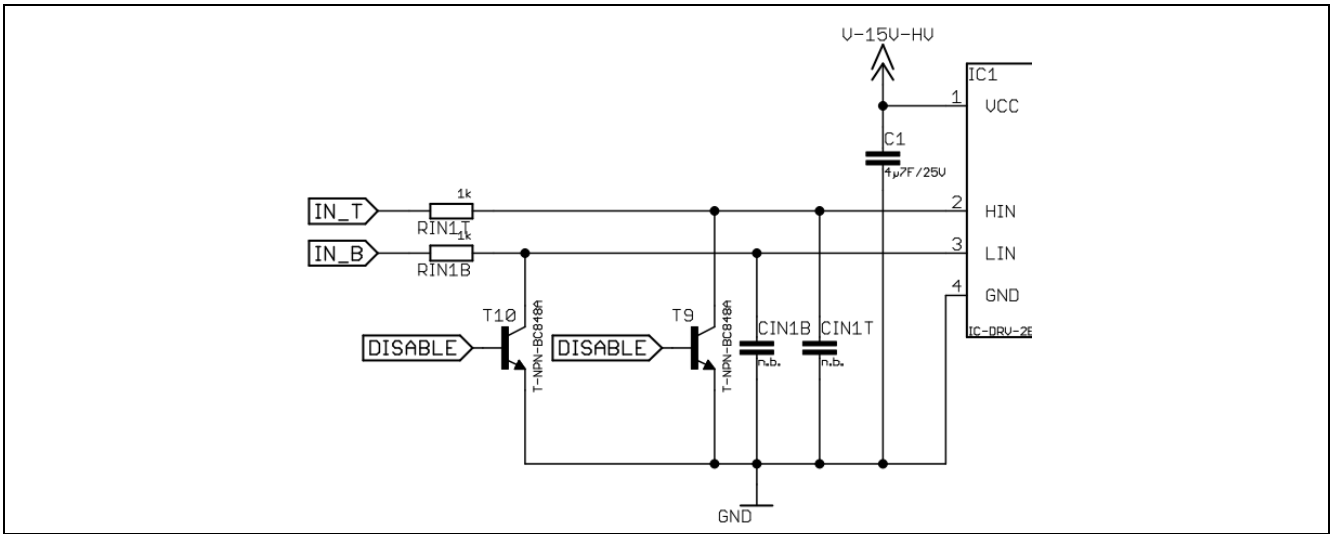 V-15V-HV
IC1
1
VCC
C1
4µ7F/25V
IN_T
1k
RIN1T
2
HIN
IN_B
1k
RIN1B
3
LIN
4
GND
T10
T-NPN-BC848A
T9
T-NPN-BC848A
CIN1B
CIN1T
IC-DRV-2E
DISABLE
DISABLE
n.b.
n.b.
GND